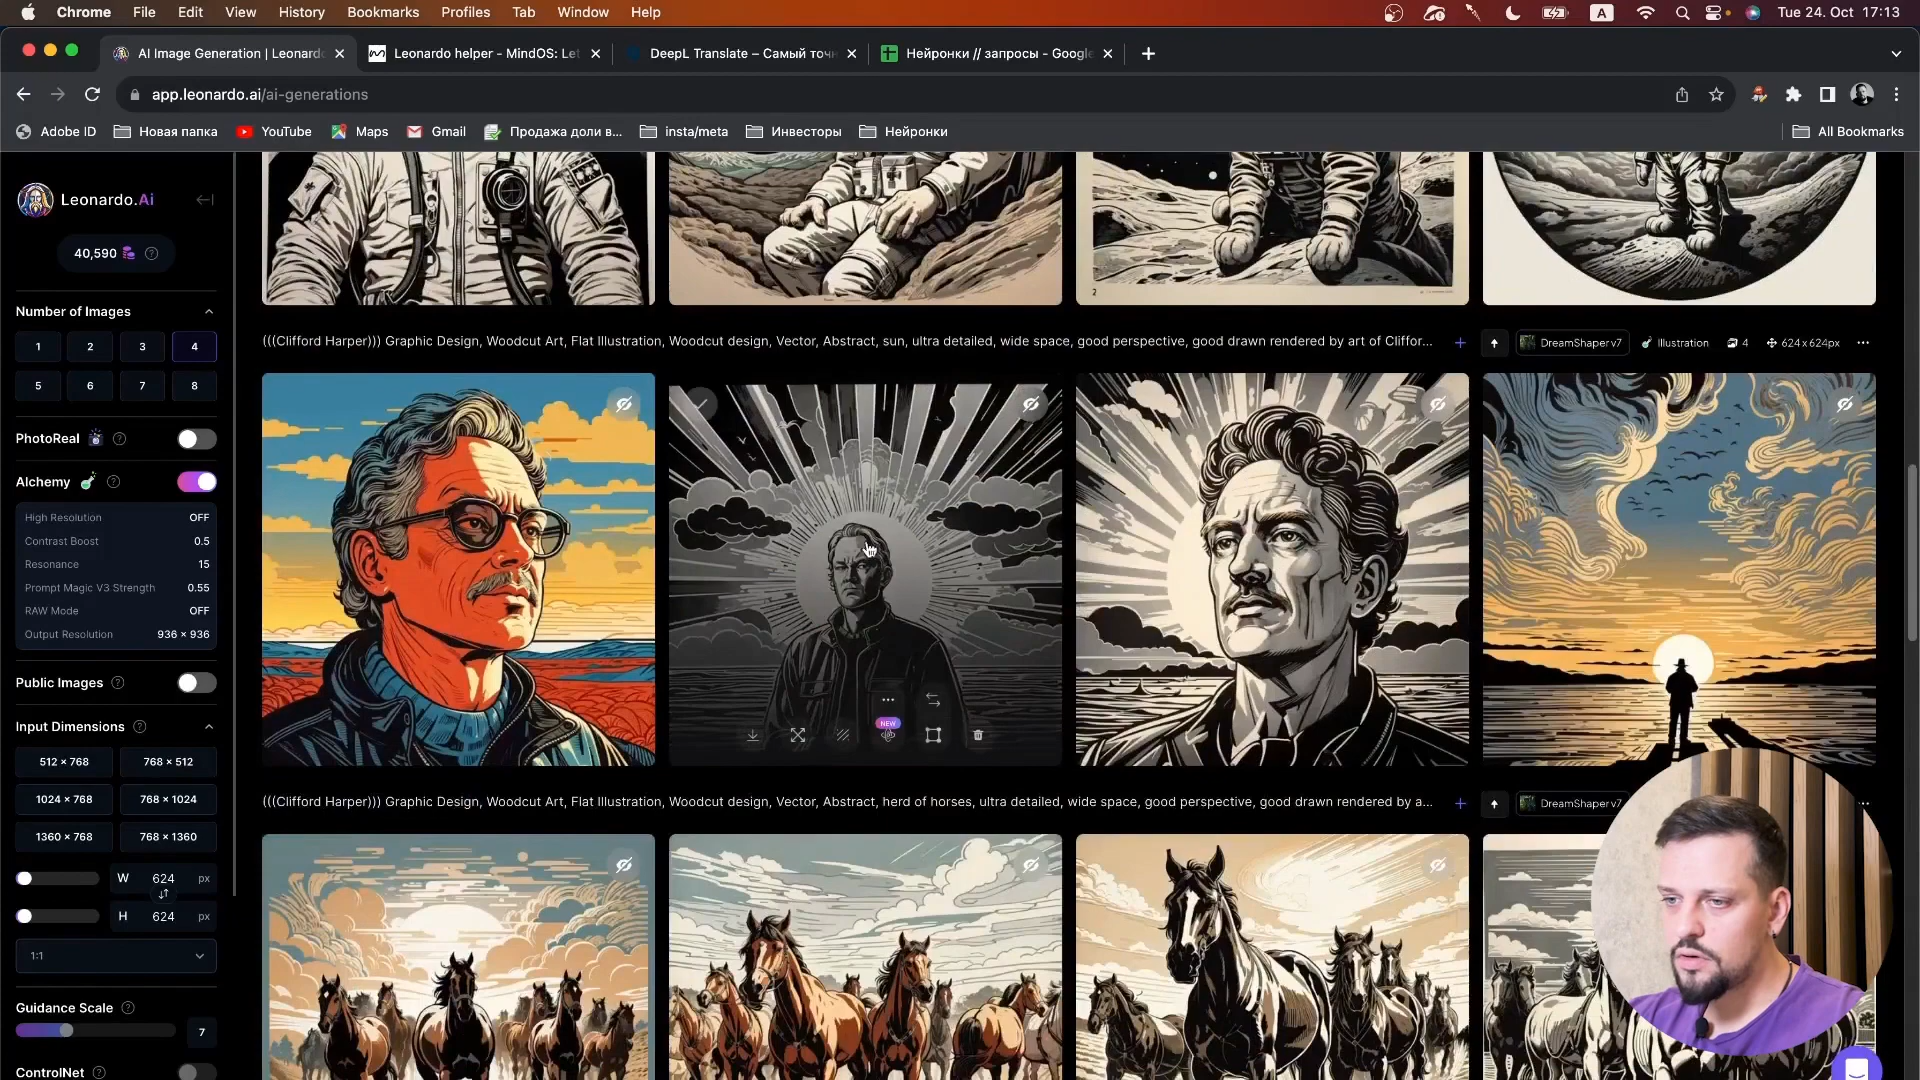 Chrome File Edit View History Bookmarks Profiles Tab Window Help
A
Tue 24. Oct 17:13
AI Image Generation | Leonardo
Leonardo helper - MindOS: Let
DeepL Translate – Самый точн
Нейронки // запросы - Google
app.leonardo.ai/ai-generations
Adobe ID
Новая папка
YouTube
Maps
Gmail
Продажа доли в...
insta/meta
Инвесторы
Нейронки
All Bookmarks
Leonardo.Ai
40,590
Number of Images
1 2 3 4
5 6 7 8
PhotoReal
Alchemy
High Resolution OFF
Contrast Boost 0.5
Resonance 15
Prompt Magic V3 Strength 0.55
RAW Mode OFF
Output Resolution 936 × 936
Public Images
Input Dimensions
512 × 768 768 × 512
1024 × 768 768 × 1024
1360 × 768 768 × 1360
W 624 px
H 624 px
1:1
Guidance Scale
7
ControlNet
2
(((Clifford Harper))) Graphic Design, Woodcut Art, Flat Illustration, Woodcut design, Vector, Abstract, sun, ultra detailed, wide space, good perspective, good drawn rendered by art of Cliffor...
DreamShaper v7
Illustration
4
624 x 624px
NEW
(((Clifford Harper))) Graphic Design, Woodcut Art, Flat Illustration, Woodcut design, Vector, Abstract, herd of horses, ultra detailed, wide space, good perspective, good drawn rendered by a...
DreamShaper v7